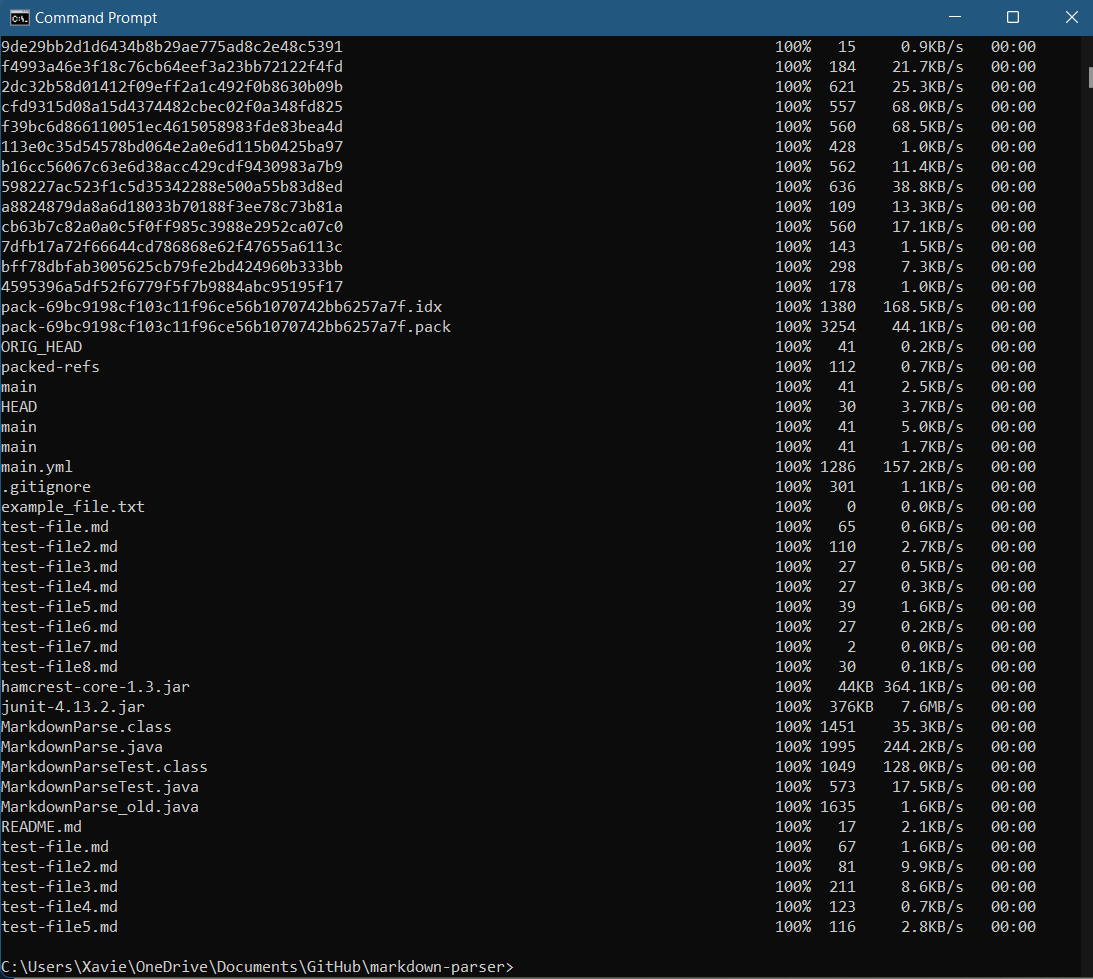 Command Prompt
9de29bb2d1d6434b8b29ae775ad8c2e48c5391 100% 15 0.9KB/s 00:00
f4993a46e3f18c76cb64eef3a23bb72122f4fd 100% 184 21.7KB/s 00:00
2dc32b58d01412f09eff2a1c492f0b8630b09b 100% 621 25.3KB/s 00:00
cfd9315d08a15d4374482cbec02f0a348fd825 100% 557 68.0KB/s 00:00
f39bc6d866110051ec4615058983fde83bea4d 100% 560 68.5KB/s 00:00
113e0c35d54578bd064e2a0e6d115b0425ba97 100% 428 1.0KB/s 00:00
b16cc56067c63e6d38acc429cdf9430983a7b9 100% 562 11.4KB/s 00:00
598227ac523f1c5d35342288e500a55b83d8ed 100% 636 38.8KB/s 00:00
a8824879da8a6d18033b70188f3ee78c73b81a 100% 109 13.3KB/s 00:00
cb63b7c82a0a0c5f0ff985c3988e2952ca07c0 100% 560 17.1KB/s 00:00
7dfb17a72f66644cd786868e62f47655a6113c 100% 143 1.5KB/s 00:00
bff78dbfab3005625cb79fe2bd424960b333bb 100% 298 7.3KB/s 00:00
4595396a5df52f6779f5f7b9884abc95195f17 100% 178 1.0KB/s 00:00
pack-69bc9198cf103c11f96ce56b1070742bb6257a7f.idx 100% 1380 168.5KB/s 00:00
pack-69bc9198cf103c11f96ce56b1070742bb6257a7f.pack 100% 3254 44.1KB/s 00:00
ORIG_HEAD 100% 41 0.2KB/s 00:00
packed-refs 100% 112 0.7KB/s 00:00
main 100% 41 2.5KB/s 00:00
HEAD 100% 30 3.7KB/s 00:00
main 100% 41 5.0KB/s 00:00
main 100% 41 1.7KB/s 00:00
main.yml 100% 1286 157.2KB/s 00:00
.gitignore 100% 301 1.1KB/s 00:00
example_file.txt 100% 0 0.0KB/s 00:00
test-file.md 100% 65 0.6KB/s 00:00
test-file2.md 100% 110 2.7KB/s 00:00
test-file3.md 100% 27 0.5KB/s 00:00
test-file4.md 100% 27 0.3KB/s 00:00
test-file5.md 100% 39 1.6KB/s 00:00
test-file6.md 100% 27 0.2KB/s 00:00
test-file7.md 100% 2 0.0KB/s 00:00
test-file8.md 100% 30 0.1KB/s 00:00
hamcrest-core-1.3.jar 100% 44KB 364.1KB/s 00:00
junit-4.13.2.jar 100% 376KB 7.6MB/s 00:00
MarkdownParse.class 100% 1451 35.3KB/s 00:00
MarkdownParse.java 100% 1995 244.2KB/s 00:00
MarkdownParseTest.class 100% 1049 128.0KB/s 00:00
MarkdownParseTest.java 100% 573 17.5KB/s 00:00
MarkdownParse_old.java 100% 1635 1.6KB/s 00:00
README.md 100% 17 2.1KB/s 00:00
test-file.md 100% 67 1.6KB/s 00:00
test-file2.md 100% 81 9.9KB/s 00:00
test-file3.md 100% 211 8.6KB/s 00:00
test-file4.md 100% 123 0.7KB/s 00:00
test-file5.md 100% 116 2.8KB/s 00:00
C:\Users\Xavie\OneDrive\Documents\GitHub\markdown-parser>